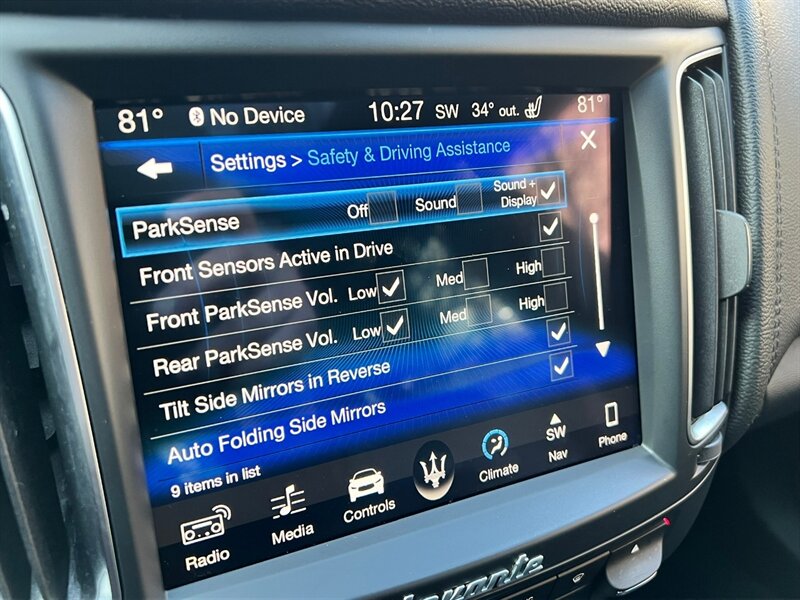 81° No Device 10:27 SW 34° out. 81°
Settings > Safety & Driving Assistance
ParkSense Off Sound Sound + Display
Front Sensors Active in Drive
Front ParkSense Vol. Low Med High
Rear ParkSense Vol. Low Med High
Tilt Side Mirrors in Reverse
Auto Folding Side Mirrors
9 items in list
Radio Media Controls Climate SW Nav Phone